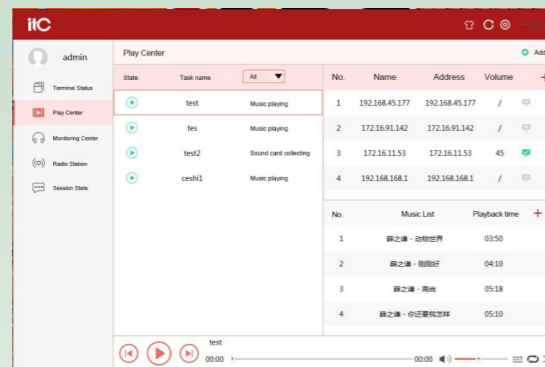 itC
admin
Play Center
Add
Terminal Status
Play Center
Monitoring Center
Radio Station
Session State
State Task name All
test Music playing
tes Music playing
test2 Sound card collecting
ceshi1 Music playing
No. Name Address Volume +
1 192.168.45.177 192.168.45.177 /
2 172.16.91.142 172.16.91.142 /
3 172.16.11.53 172.16.11.53 45
4 192.168.168.1 192.168.168.1 /
No. Music List Playback time +
1 薛之谦 - 动物世界 03:50
2 薛之谦 - 刚刚好 04:10
3 薛之谦 - 高尚 05:18
4 薛之谦 - 你还要我怎样 05:10
test
00:00 00:00